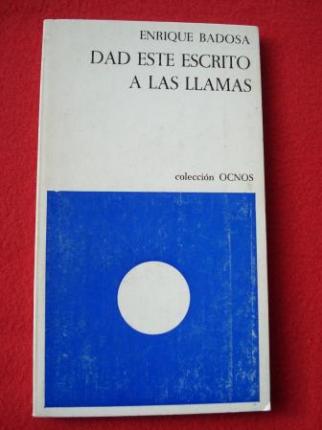 ENRIQUE BADOSA
DAD ESTE ESCRITO
A LAS LLAMAS
colección OCNOS